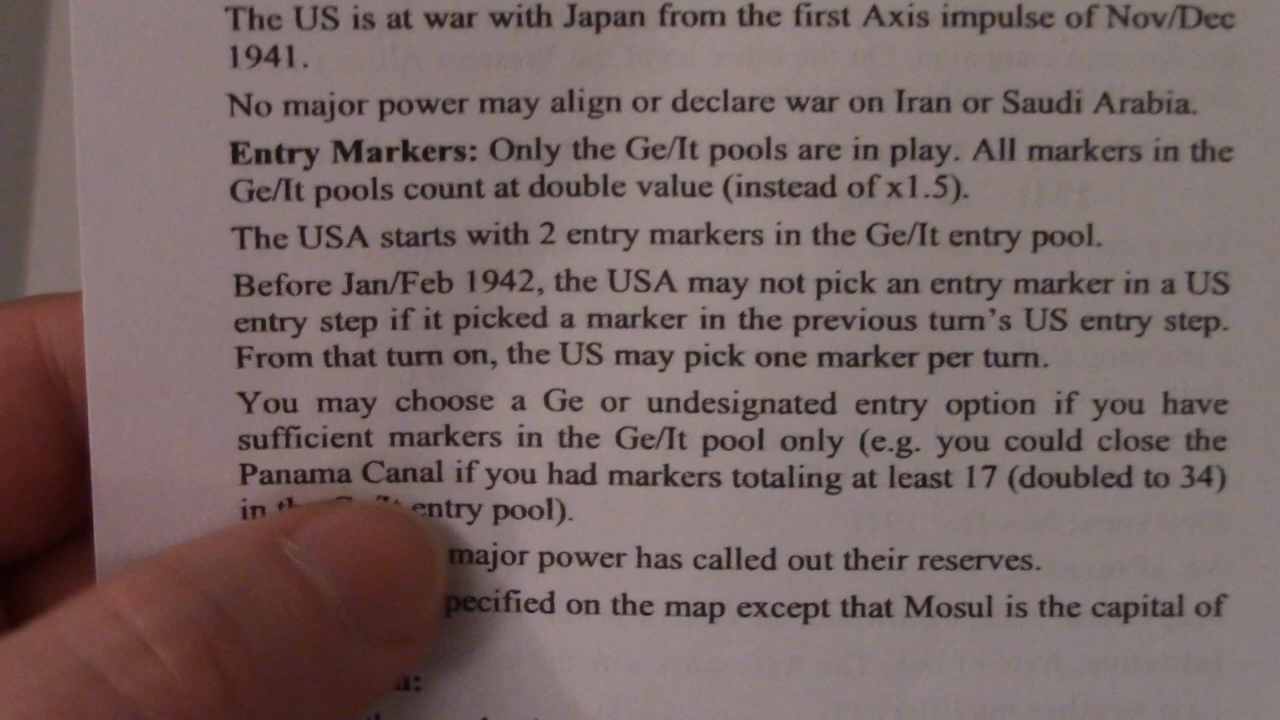 The US is at war with Japan from the first Axis impulse of Nov/Dec
1941.
No major power may align or declare war on Iran or Saudi Arabia.
Entry Markers: Only the Ge/It pools are in play. All markers in the
Ge/It pools count at double value (instead of x1.5).
The USA starts with 2 entry markers in the Ge/It entry pool.
Before Jan/Feb 1942, the USA may not pick an entry marker in a US
entry step if it picked a marker in the previous turn's US entry step.
From that turn on, the US may pick one marker per turn.
You may choose a Ge or undesignated entry option if you have
sufficient markers in the Ge/It pool only (e.g. you could close the
Panama Canal if you had markers totaling at least 17 (doubled to 34)
in entry pool).
major power has called out their reserves.
on the map except that Mosul is the capital of